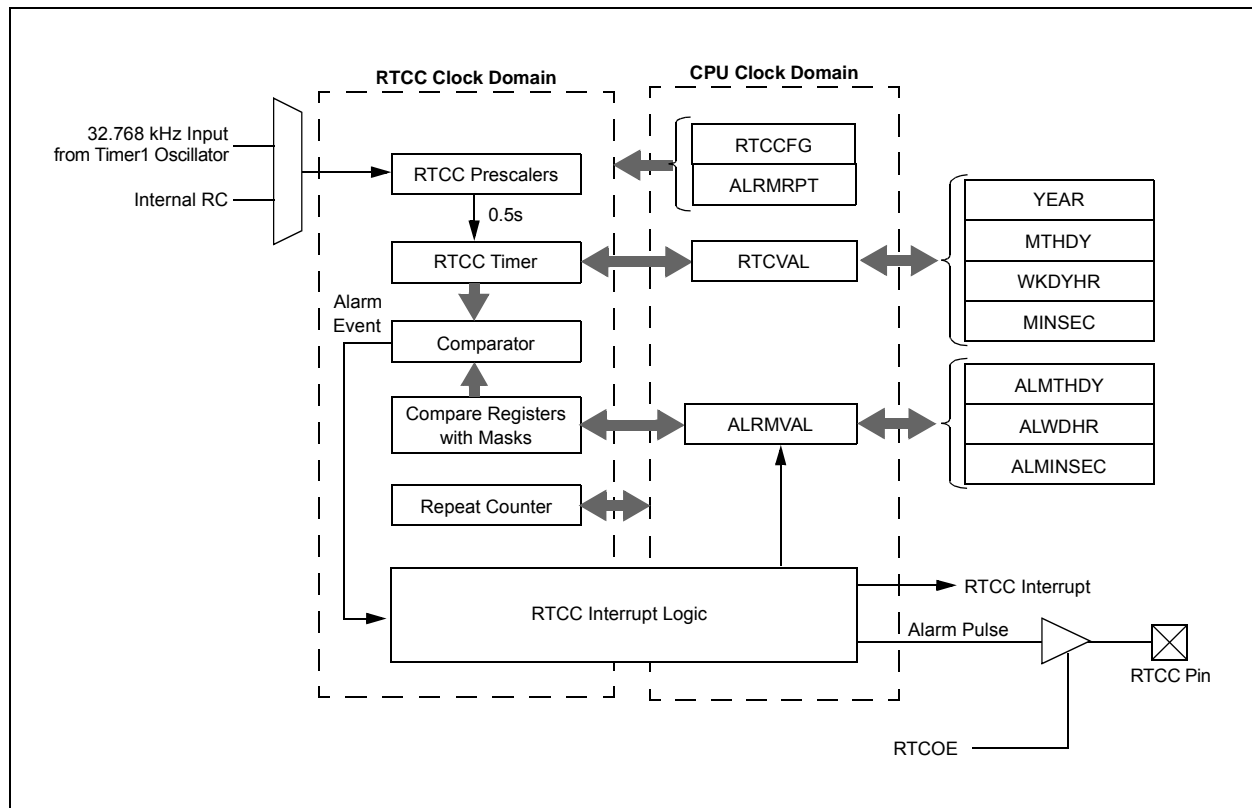 RTCC Clock Domain
CPU Clock Domain
32.768 kHz Input
from Timer1 Oscillator
Internal RC
RTCC Prescalers
0.5s
RTCC Timer
Alarm
Event
Comparator
Compare Registers
with Masks
Repeat Counter
RTCC Interrupt Logic
RTCCFG
ALRMRPT
RTCVAL
ALRMVAL
YEAR
MTHDY
WKDYHR
MINSEC
ALMTHDY
ALWDHR
ALMINSEC
RTCC Interrupt
Alarm Pulse
RTCC Pin
RTCOE